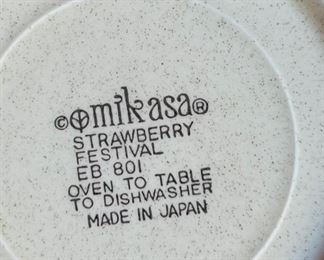 © mikasa®
STRAWBERRY
FESTIVAL
EB 801
OVEN TO TABLE
TO DISHWASHER
MADE IN JAPAN